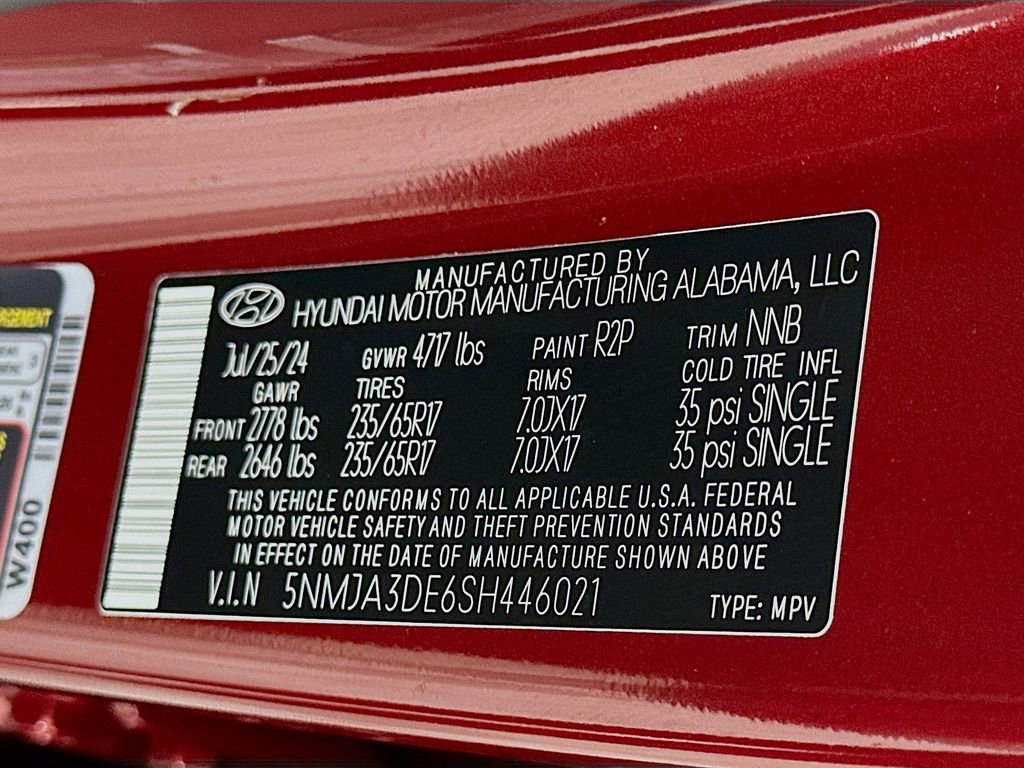 MANUFACTURED BY
HYUNDAI MOTOR MANUFACTURING ALABAMA, LLC
Jul/25/24 GVWR 4717 lbs PAINT R2P TRIM NNB
GAWR TIRES RIMS COLD TIRE INFL
FRONT 2778 lbs 235/65R17 7.0JX17 35 psi SINGLE
REAR 2646 lbs 235/65R17 7.0JX17 35 psi SINGLE
THIS VEHICLE CONFORMS TO ALL APPLICABLE U.S.A. FEDERAL
MOTOR VEHICLE SAFETY AND THEFT PREVENTION STANDARDS
IN EFFECT ON THE DATE OF MANUFACTURE SHOWN ABOVE
V.I.N 5NMJA3DE6SH446021
TYPE: MPV
W400